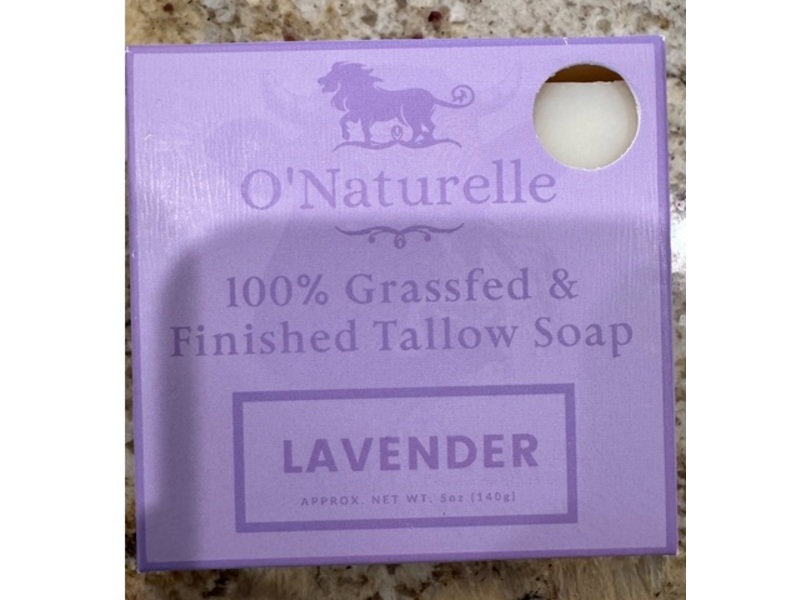 O'Naturelle
100% Grassfed &
Finished Tallow Soap
LAVENDER
APPROX. NET WT. 5oz (140g)